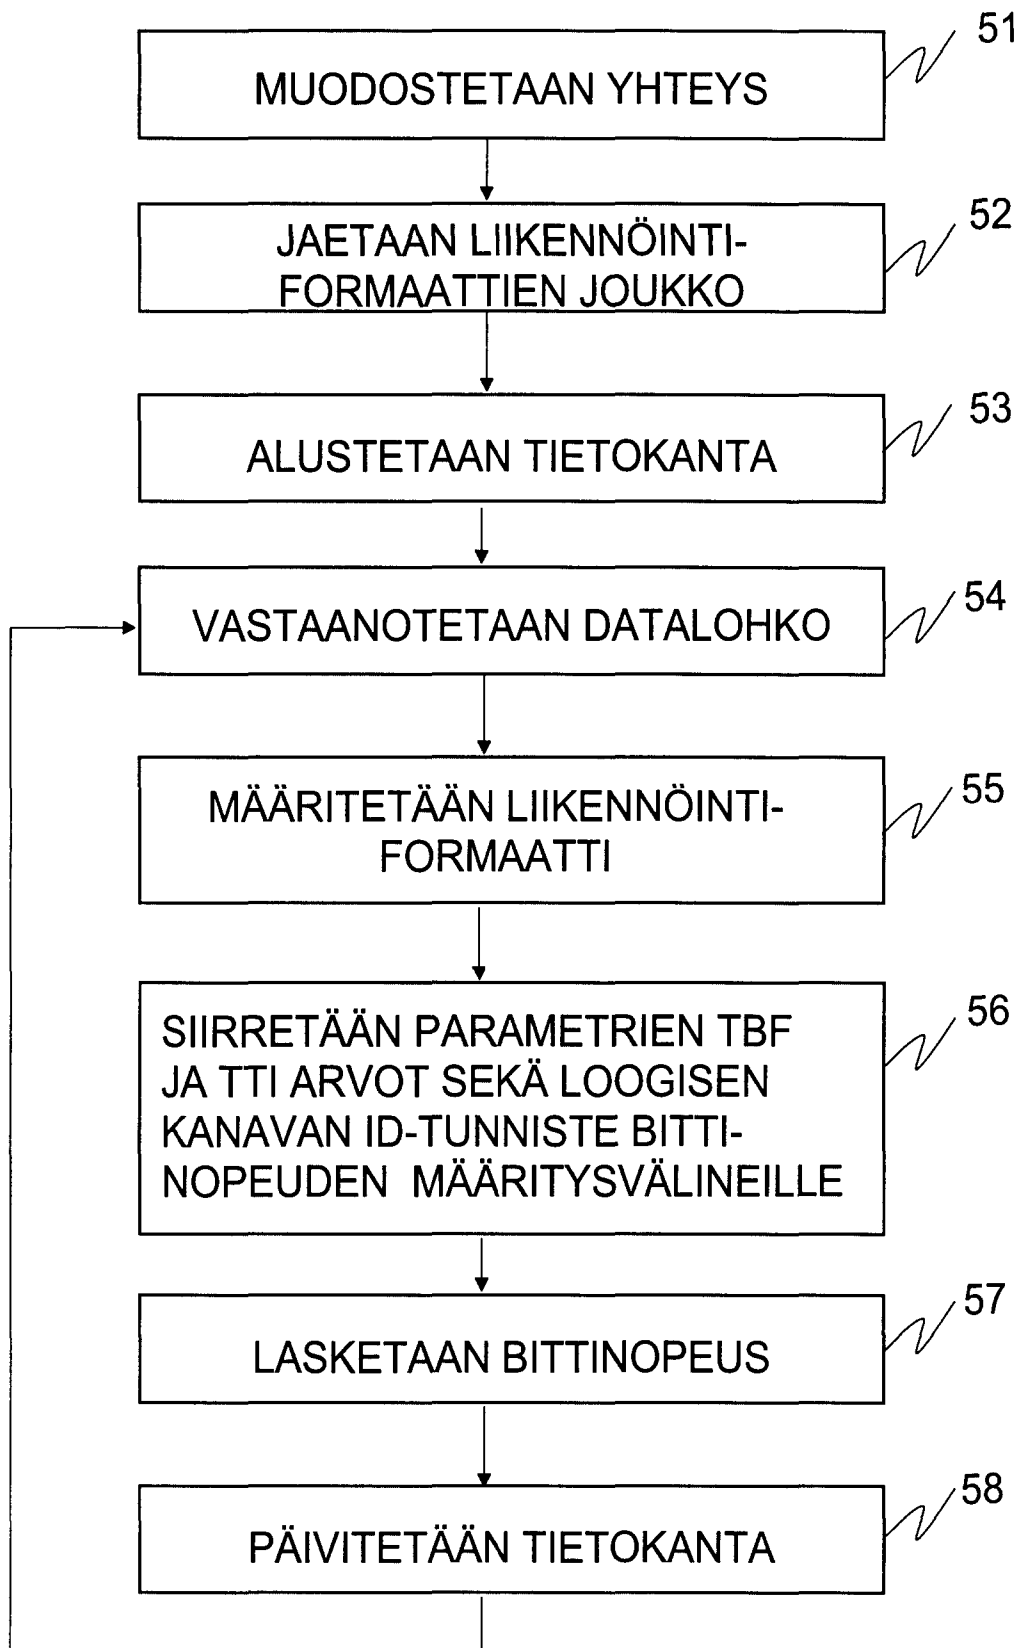 51
MUODOSTETAAN YHTEYS
52
JAETAAN LIIKENNÖINTI-
FORMAATTIEN JOUKKO
53
ALUSTETAAN TIETOKANTA
54
VASTAANOTETAAN DATALOHKO
55
MÄÄRITETÄÄN LIIKENNÖINTI-
FORMAATTI
56
SIIRRETÄÄN PARAMETRIEN TBF
JA TTI ARVOT SEKÄ LOOGISEN
KANAVAN ID-TUNNISTE BITTI-
NOPEUDEN MÄÄRITYSVÄLINEILLE
57
LASKETAAN BITTINOPEUS
58
PÄIVITETÄÄN TIETOKANTA